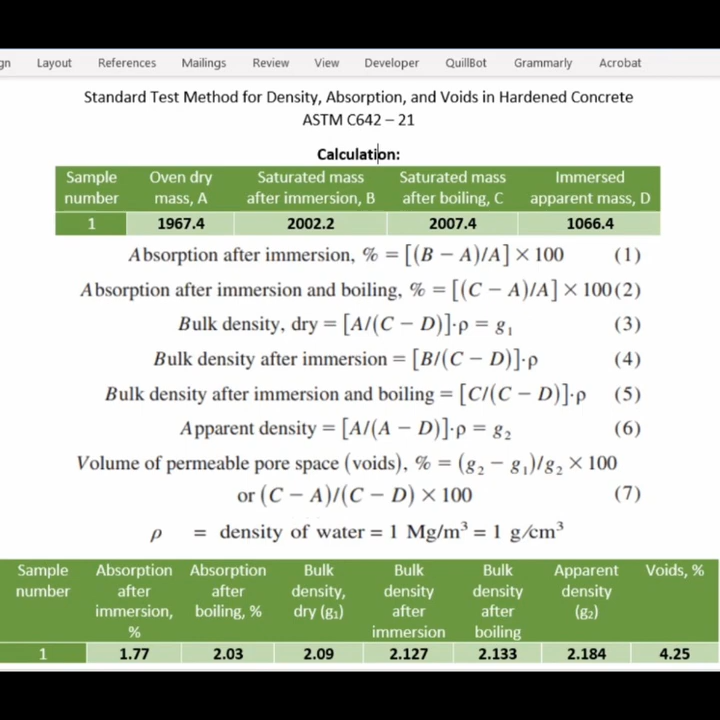 gn Layout References Mailings Review View Developer QuillBot Grammarly Acrobat
Standard Test Method for Density, Absorption, and Voids in Hardened Concrete
ASTM C642 – 21
Calculation:
Sample number Oven dry mass, A Saturated mass after immersion, B Saturated mass after boiling, C Immersed apparent mass, D
1 1967.4 2002.2 2007.4 1066.4
Absorption after immersion, % = [(B − A)/A] × 100 (1)
Absorption after immersion and boiling, % = [(C − A)/A] × 100(2)
Bulk density, dry = [A/(C − D)]·ρ = g₁ (3)
Bulk density after immersion = [B/(C − D)]·ρ (4)
Bulk density after immersion and boiling = [C/(C − D)]·ρ (5)
Apparent density = [A/(A − D)]·ρ = g₂ (6)
Volume of permeable pore space (voids), % = (g₂ − g₁)/g₂ × 100
or (C − A)/(C − D) × 100 (7)
ρ = density of water = 1 Mg/m³ = 1 g/cm³
Sample number Absorption after immersion, % Absorption after boiling, % Bulk density, dry (g₁) Bulk density after immersion Bulk density after boiling Apparent density (g₂) Voids, %
1 1.77 2.03 2.09 2.127 2.133 2.184 4.25